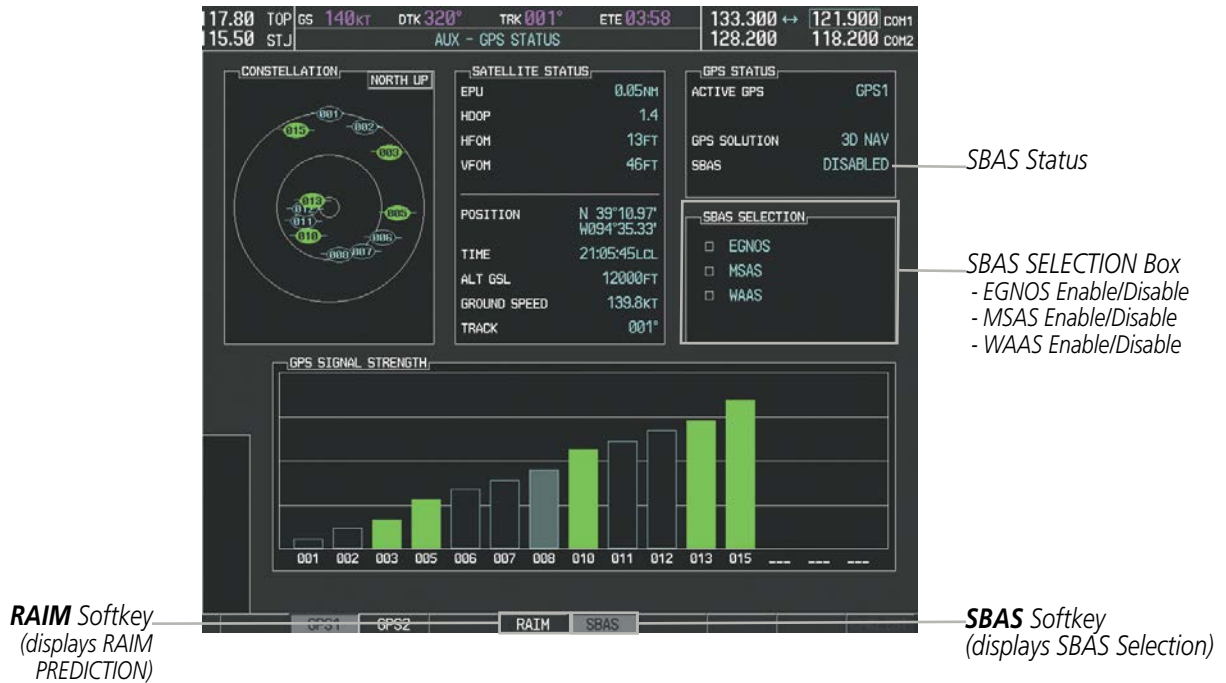 117.80 TOP GS 140KT DTK 320° TRK 001° ETE 03:58 133.300 ↔ 121.900 COM1
115.50 STJ AUX - GPS STATUS 128.200 118.200 COM2
CONSTELLATION
NORTH UP
001
015
002
003
013
012
011
010
005
006
008
007
SATELLITE STATUS
EPU 0.05NM
HDOP 1.4
HFOM 13FT
VFOM 46FT
POSITION N 39°10.97'
W094°35.33'
TIME 21:05:45LCL
ALT GSL 12000FT
GROUND SPEED 139.8KT
TRACK 001°
GPS STATUS
ACTIVE GPS GPS1
GPS SOLUTION 3D NAV
SBAS DISABLED
SBAS Status
SBAS SELECTION
EGNOS
MSAS
WAAS
SBAS SELECTION Box
- EGNOS Enable/Disable
- MSAS Enable/Disable
- WAAS Enable/Disable
GPS SIGNAL STRENGTH
001 002 003 005 006 007 008 010 011 012 013 015 ___ ___ ___
GPS1 GPS2 RAIM SBAS
RAIM Softkey
(displays RAIM
PREDICTION)
SBAS Softkey
(displays SBAS Selection)